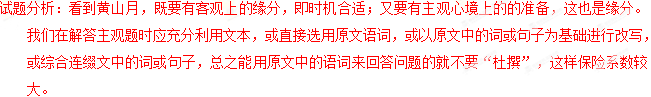 试题分析：看到黄山月，既要有客观上的缘分，即时机合适；又要有主观心境上的的准备，这也是缘分。
我们在解答主观题时应充分利用文本，或直接选用原文语词，或以原文中的词或句子为基础进行改写，
或综合连缀文中的词或句子，总之能用原文中的语词来回答问题的就不要“杜撰”，这样保险系数较
大。